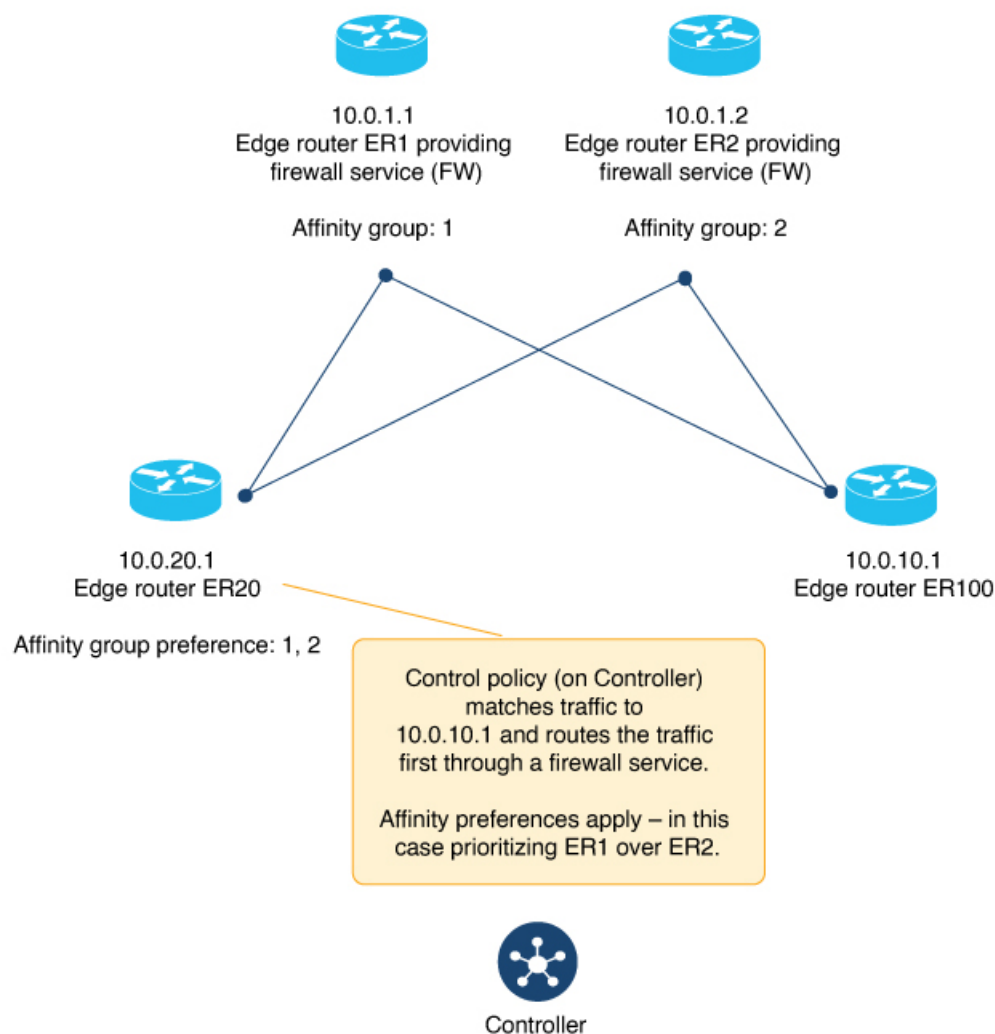 10.0.1.1
Edge router ER1 providing
firewall service (FW)
Affinity group: 1
10.0.1.2
Edge router ER2 providing
firewall service (FW)
Affinity group: 2
10.0.20.1
Edge router ER20
Affinity group preference: 1, 2
10.0.10.1
Edge router ER100
Control policy (on Controller)
matches traffic to
10.0.10.1 and routes the traffic
first through a firewall service.
Affinity preferences apply – in this
case prioritizing ER1 over ER2.
Controller